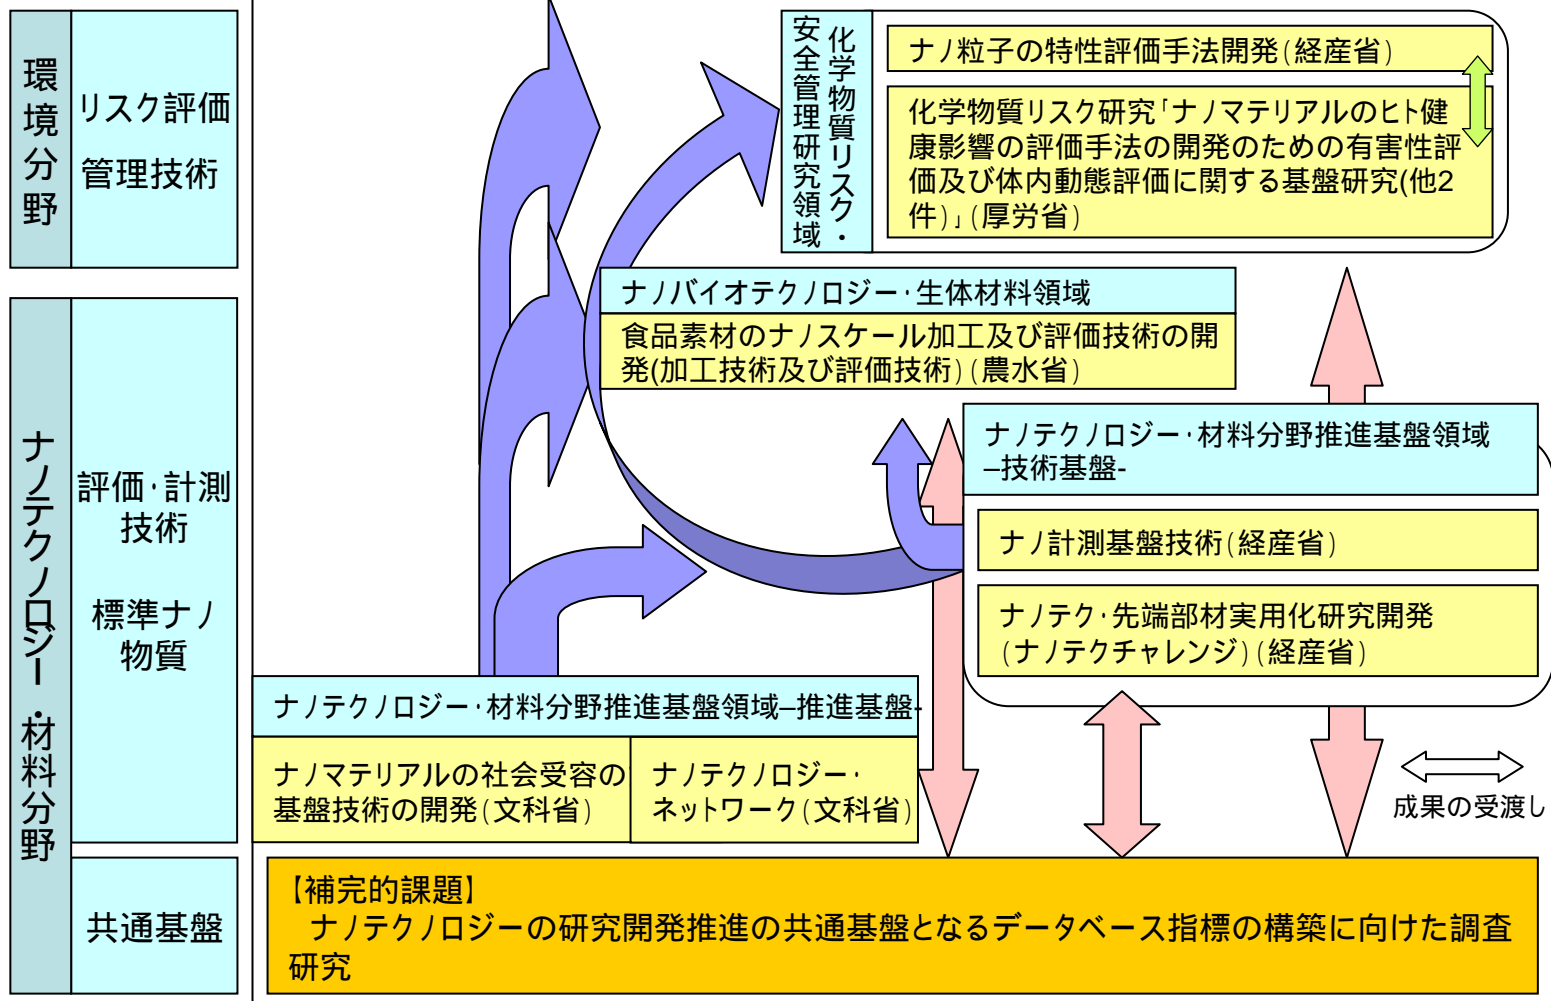 環境分野
リスク評価
管理技術
化学物質リスク・
安全管理研究領域
ナノ粒子の特性評価手法開発(経産省)
化学物質リスク研究「ナノマテリアルのヒト健
康影響の評価手法の開発のための有害性評
価及び体内動態評価に関する基盤研究(他2
件)」(厚労省)
ナノバイオテクノロジー・生体材料領域
食品素材のナノスケール加工及び評価技術の開
発(加工技術及び評価技術)(農水省)
ナノテクノロジー・材料分野
評価・計測
技術
標準ナノ
物質
ナノテクノロジー・材料分野推進基盤領域
–技術基盤-
ナノ計測基盤技術(経産省)
ナノテク・先端部材実用化研究開発
(ナノテクチャレンジ)(経産省)
ナノテクノロジー・材料分野推進基盤領域–推進基盤-
ナノマテリアルの社会受容の
基盤技術の開発(文科省)
ナノテクノロジー・
ネットワーク(文科省)
成果の受渡し
共通基盤
【補完的課題】
ナノテクノロジーの研究開発推進の共通基盤となるデータベース指標の構築に向けた調査
研究